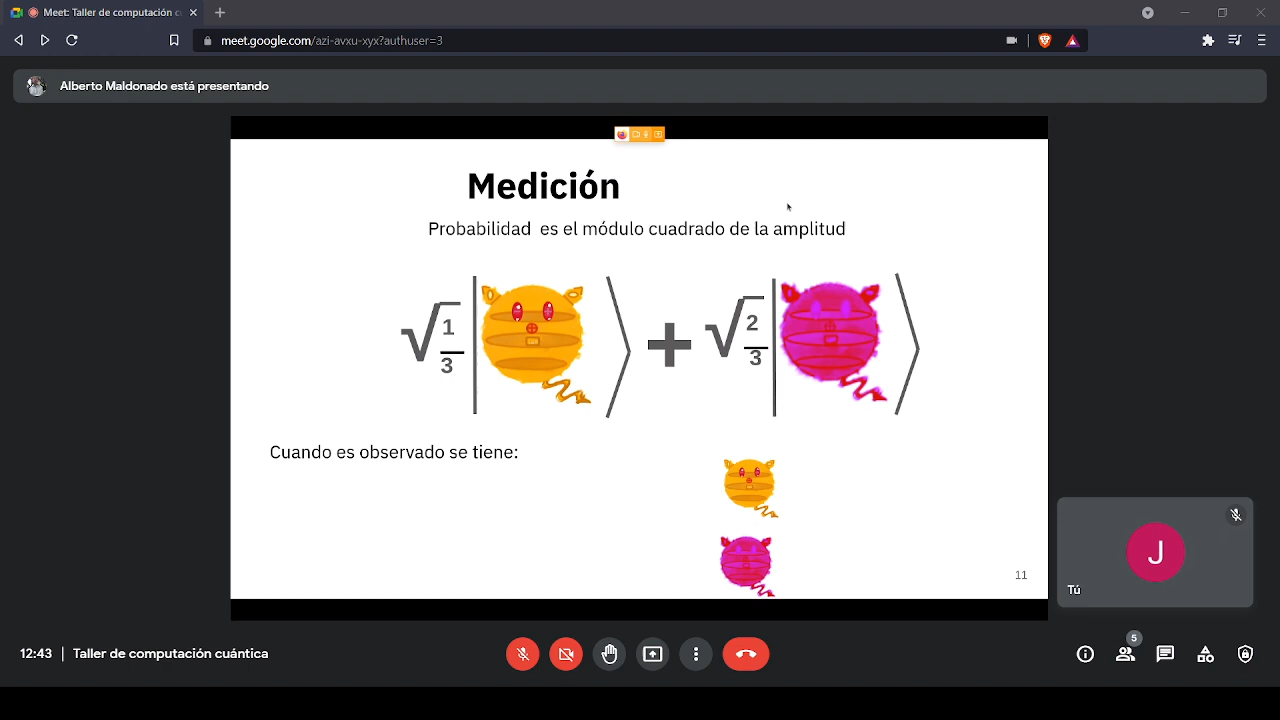 Meet: Taller de computación c
meet.google.com/azi-avxu-xyx?authuser=3
Alberto Maldonado está presentando
Medición
Probabilidad es el módulo cuadrado de la amplitud
√1/3 | ⟩ + √2/3 | ⟩
Cuando es observado se tiene:
11
J
Tú
5
12:43 | Taller de computación cuántica